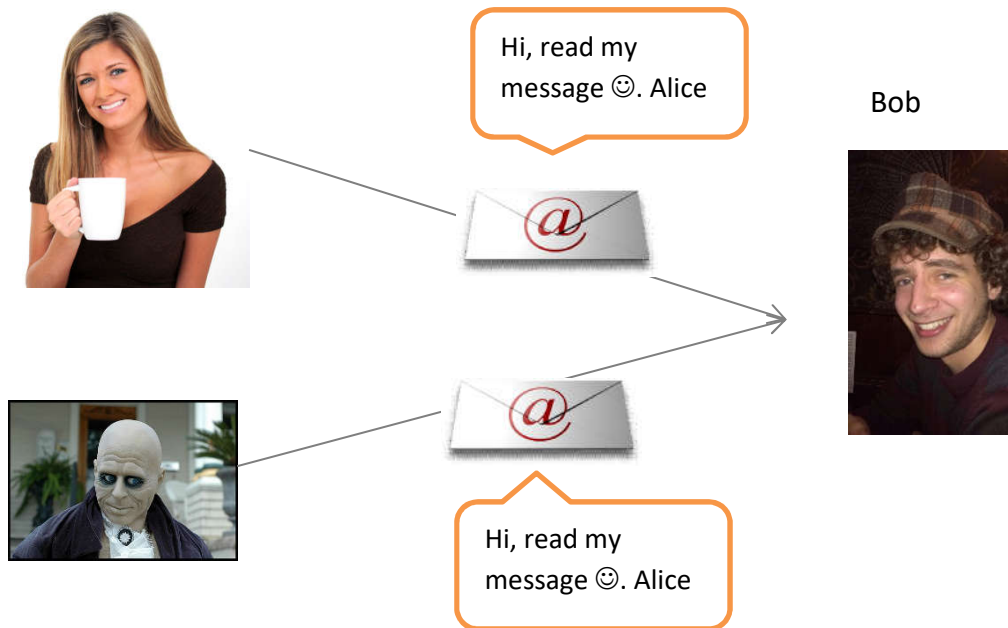 Hi, read my
message ☺. Alice
Bob
@
@
Hi, read my
message ☺. Alice